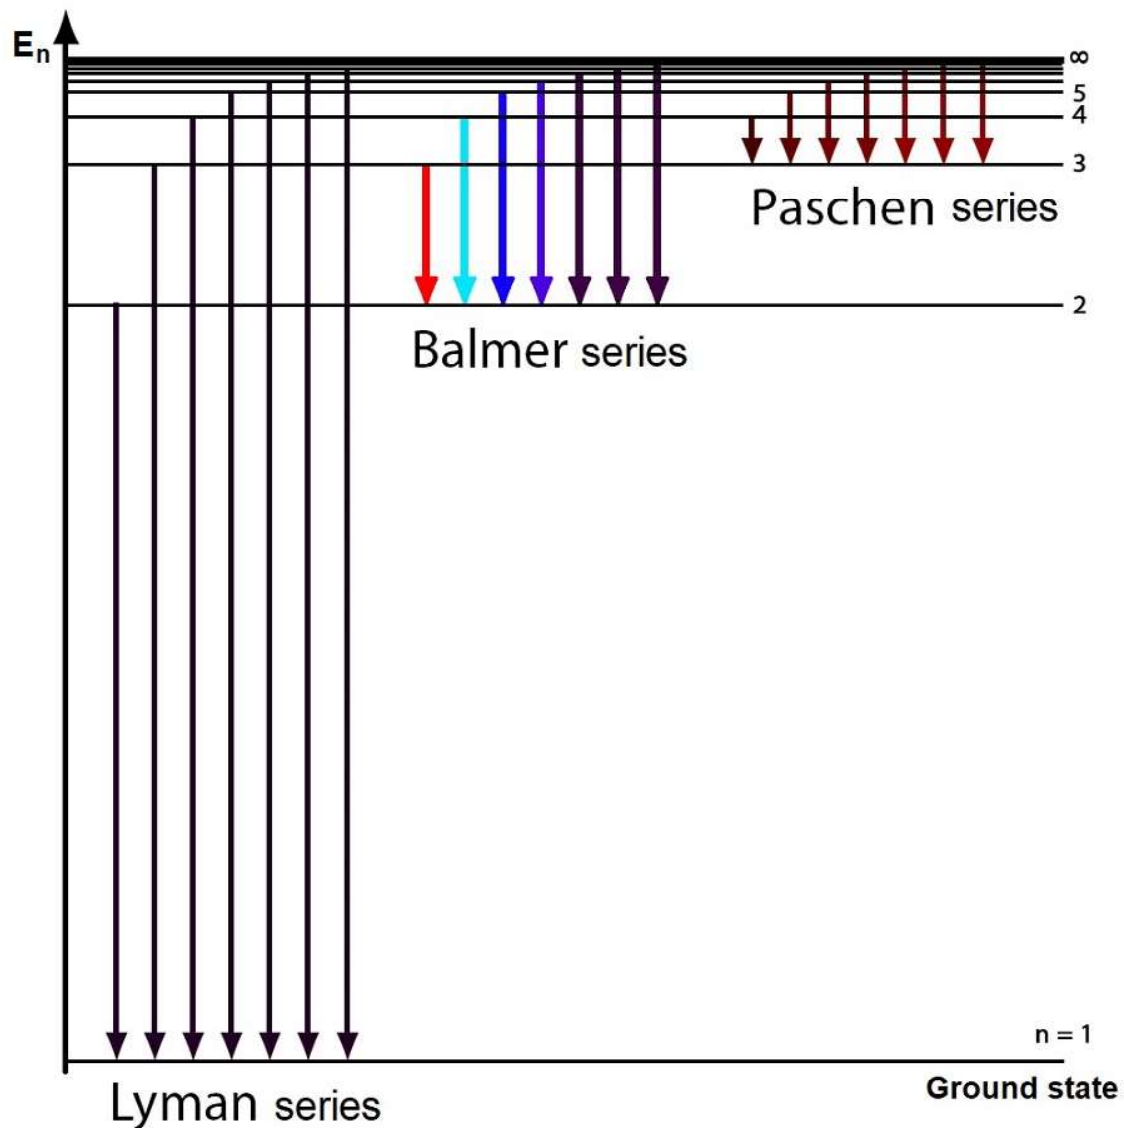 Eₙ
∞
5
4
3
Paschen series
2
Balmer series
n = 1
Ground state
Lyman series